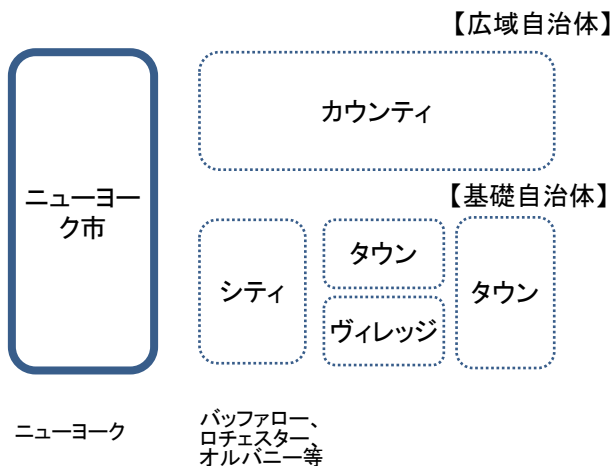 【広域自治体】
カウンティ
ニューヨー
ク市
【基礎自治体】
シティ
タウン
ヴィレッジ
タウン
ニューヨーク
バッファロー、
ロチェスター、
オルバニー等